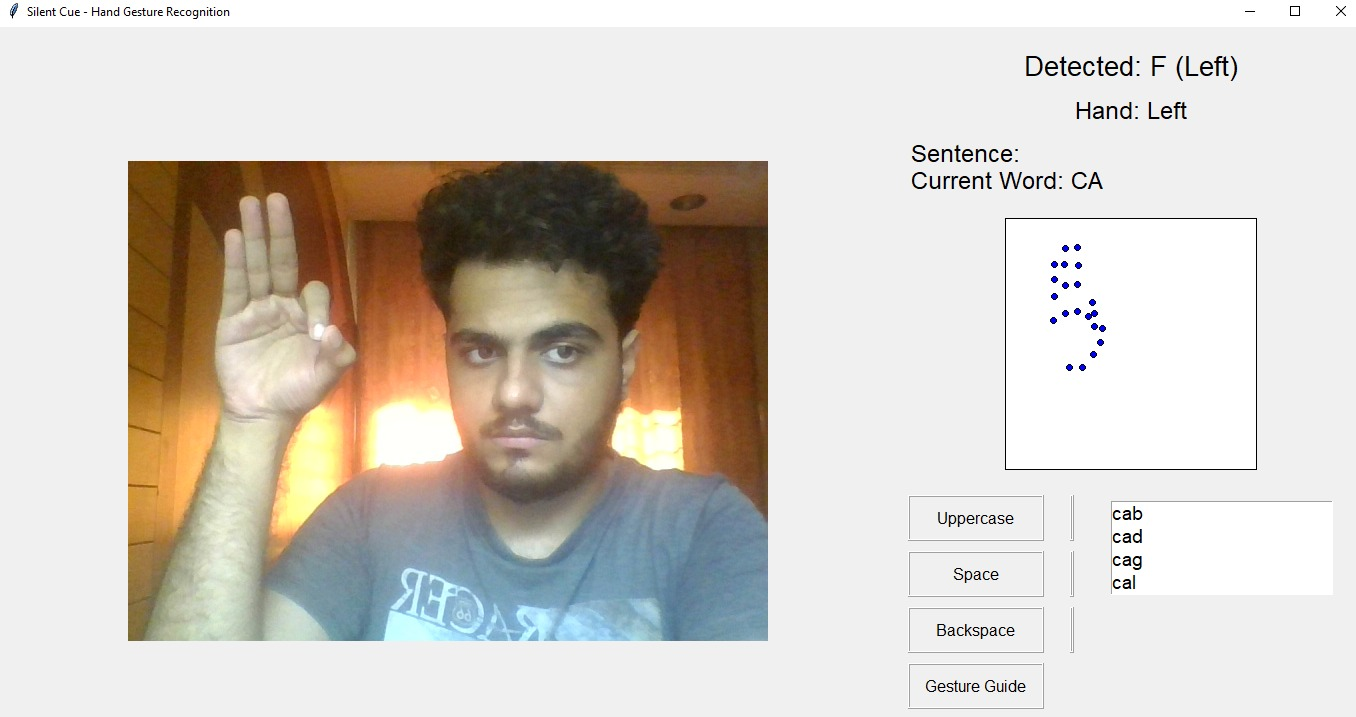 Silent Cue - Hand Gesture Recognition
Detected: F (Left)
Hand: Left
Sentence:
Current Word: CA
RACER
Uppercase
Space
Backspace
Gesture Guide
cab
cad
cag
cal